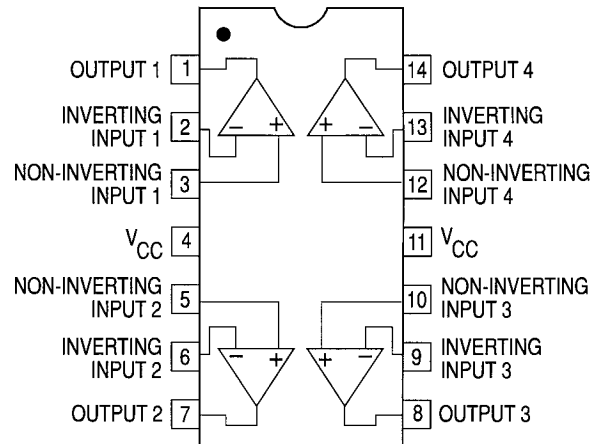 OUTPUT 1
1
14
OUTPUT 4
INVERTING
INPUT 1
2
13
INVERTING
INPUT 4
− +
+ −
NON-INVERTING
INPUT 1
3
12
NON-INVERTING
INPUT 4
VCC
4
11
VCC
NON-INVERTING
INPUT 2
5
10
NON-INVERTING
INPUT 3
INVERTING
INPUT 2
6
9
INVERTING
INPUT 3
− +
+ −
OUTPUT 2
7
8
OUTPUT 3